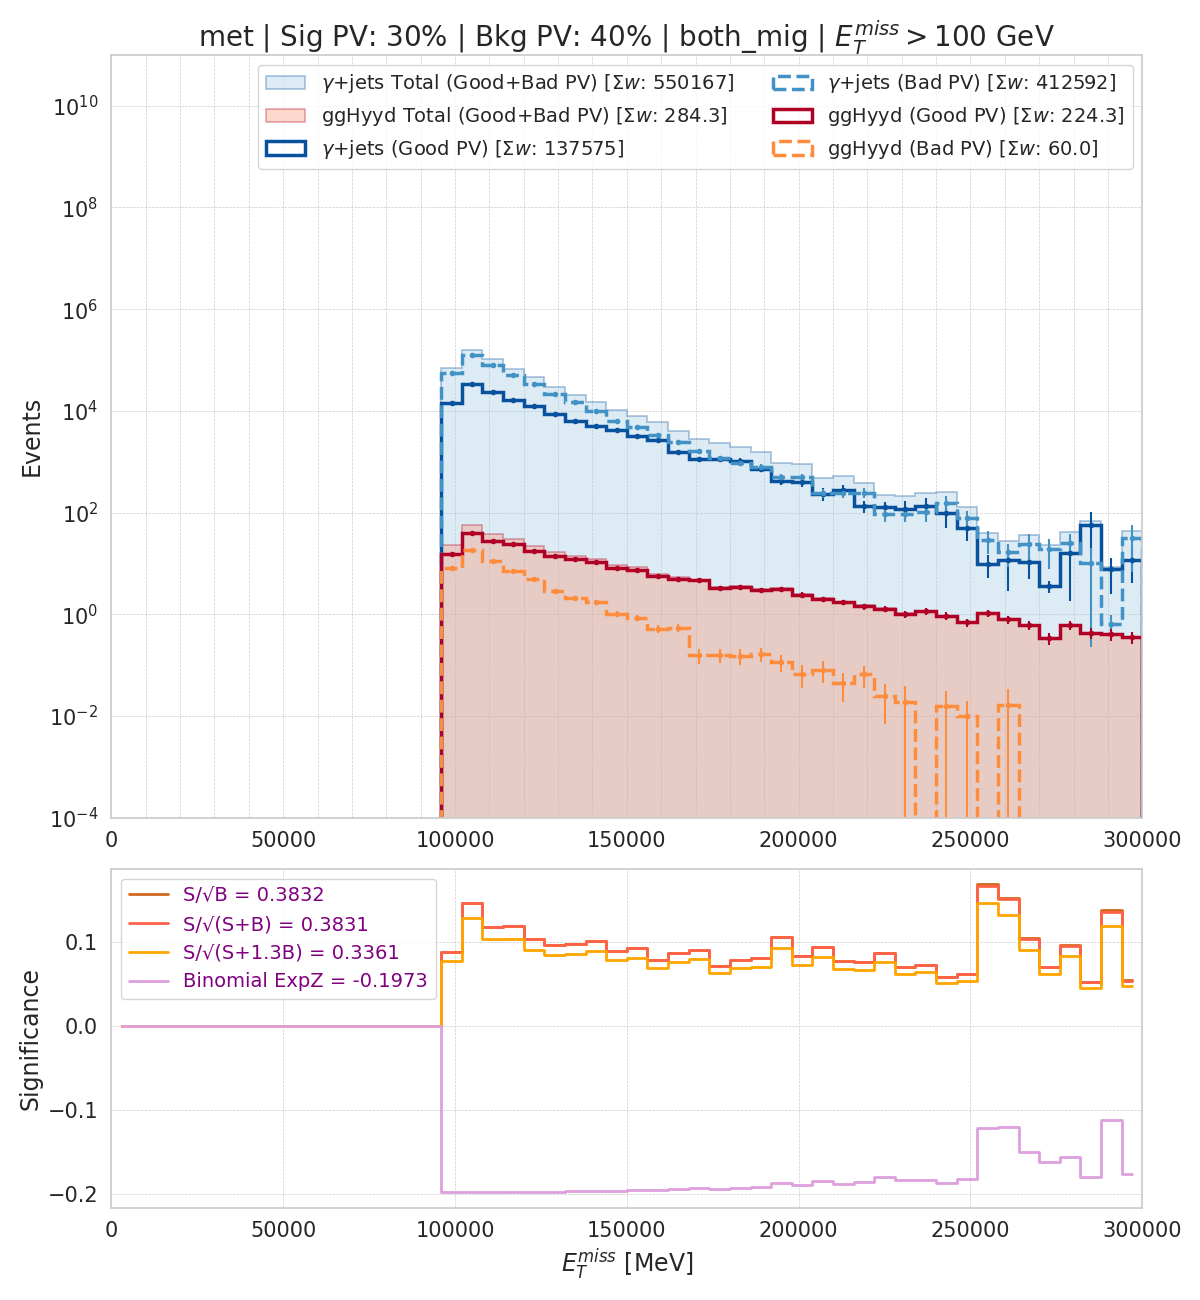 met | Sig PV: 30% | Bkg PV: 40% | both_mig | $E_T^{miss} > 100$ GeV
γ+jets Total (Good+Bad PV) [Σw: 550167]
ggHyyd Total (Good+Bad PV) [Σw: 284.3]
γ+jets (Good PV) [Σw: 137575]
γ+jets (Bad PV) [Σw: 412592]
ggHyyd (Good PV) [Σw: 224.3]
ggHyyd (Bad PV) [Σw: 60.0]
Events
10^{10}
10^{8}
10^{6}
10^{4}
10^{2}
10^{0}
10^{-2}
10^{-4}
0 50000 100000 150000 200000 250000 300000
S/√B = 0.3832
S/√(S+B) = 0.3831
S/√(S+1.3B) = 0.3361
Binomial ExpZ = -0.1973
Significance
0.1
0.0
−0.1
−0.2
0 50000 100000 150000 200000 250000 300000
$E_T^{miss}$ [MeV]